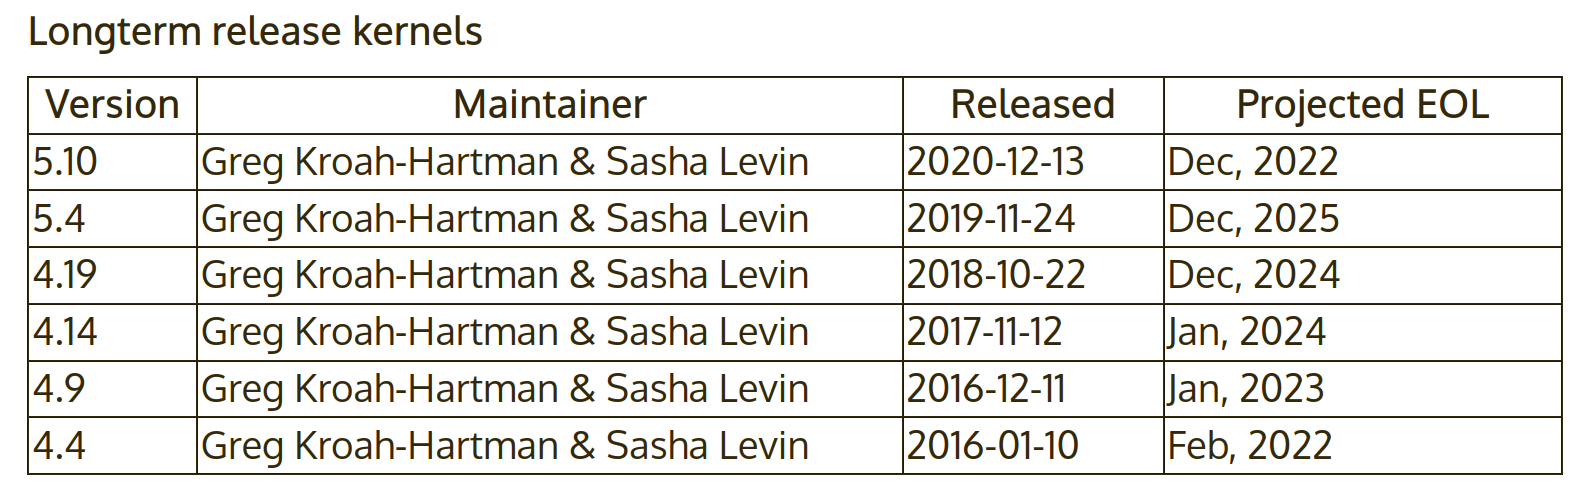 Longterm release kernels
Version Maintainer Released Projected EOL
5.10 Greg Kroah-Hartman & Sasha Levin 2020-12-13 Dec, 2022
5.4 Greg Kroah-Hartman & Sasha Levin 2019-11-24 Dec, 2025
4.19 Greg Kroah-Hartman & Sasha Levin 2018-10-22 Dec, 2024
4.14 Greg Kroah-Hartman & Sasha Levin 2017-11-12 Jan, 2024
4.9 Greg Kroah-Hartman & Sasha Levin 2016-12-11 Jan, 2023
4.4 Greg Kroah-Hartman & Sasha Levin 2016-01-10 Feb, 2022